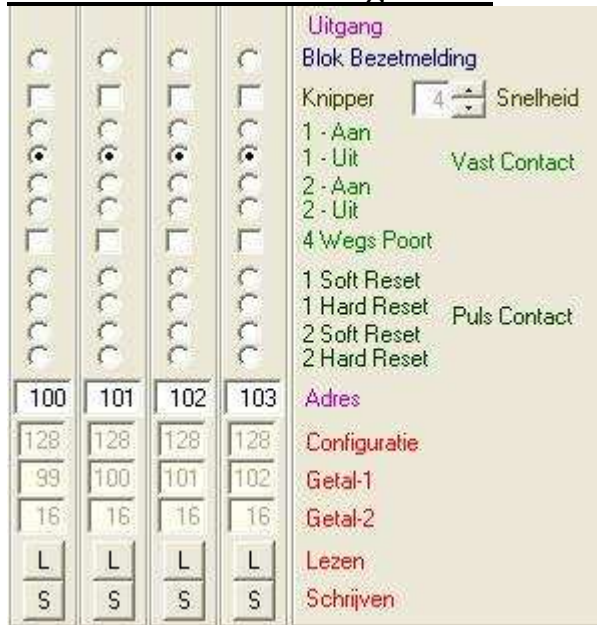 Uitgang
Blok Bezetmelding
Knipper 4 Snelheid
1 - Aan
1 - Uit Vast Contact
2 - Aan
2 - Uit
4 Wegs Poort
1 Soft Reset
1 Hard Reset Puls Contact
2 Soft Reset
2 Hard Reset
100 101 102 103 Adres
128 128 128 128 Configuratie
99 100 101 102 Getal-1
16 16 16 16 Getal-2
L L L L Lezen
S S S S Schrijven